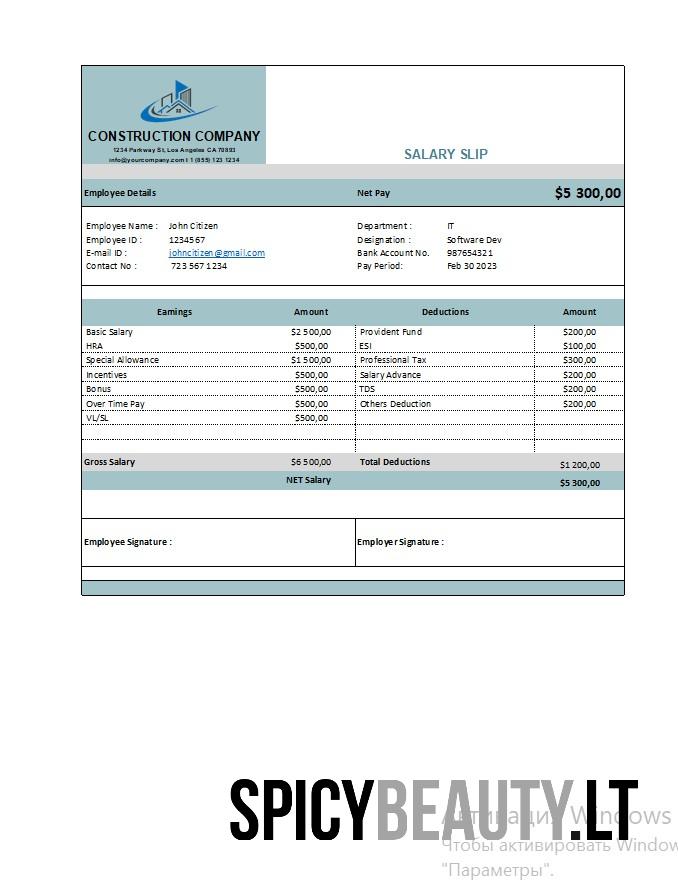 CONSTRUCTION COMPANY
1234 Parkway St, Los Angeles CA 70893
info@yourcompany.com I 1 (855) 123 1234
SALARY SLIP
Employee Details Net Pay $5 300,00
Employee Name : John Citizen Department : IT
Employee ID : 1234567 Designation : Software Dev
E-mail ID : johncitizen@gmail.com Bank Account No. 987654321
Contact No : 723 567 1234 Pay Period: Feb 30 2023
Earnings Amount Deductions Amount
Basic Salary $2 500,00 Provident Fund $200,00
HRA $500,00 ESI $100,00
Special Allowance $1 500,00 Professional Tax $300,00
Incentives $500,00 Salary Advance $200,00
Bonus $500,00 TDS $200,00
Over Time Pay $500,00 Others Deduction $200,00
VL/SL $500,00
Gross Salary $6 500,00 Total Deductions $1 200,00
NET Salary $5 300,00
Employee Signature : Employer Signature :
SPICYBEAUTY.LT
Активация Windows
Чтобы активировать Window
"Параметры".